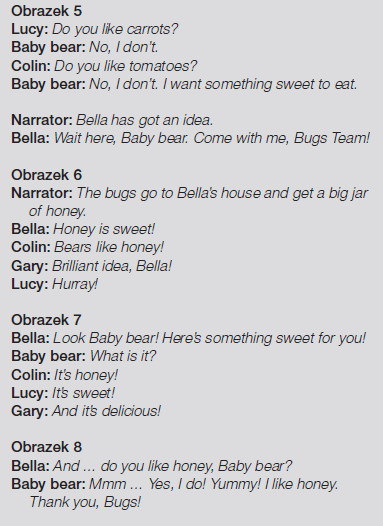 Obrazek 5
Lucy: Do you like carrots?
Baby bear: No, I don't.
Colin: Do you like tomatoes?
Baby bear: No, I don't. I want something sweet to eat.
Narrator: Bella has got an idea.
Bella: Wait here, Baby bear. Come with me, Bugs Team!
Obrazek 6
Narrator: The bugs go to Bella's house and get a big jar
of honey.
Bella: Honey is sweet!
Colin: Bears like honey!
Gary: Brilliant idea, Bella!
Lucy: Hurray!
Obrazek 7
Bella: Look Baby bear! Here's something sweet for you!
Baby bear: What is it?
Colin: It's honey!
Lucy: It's sweet!
Gary: And it's delicious!
Obrazek 8
Bella: And ... do you like honey, Baby bear?
Baby bear: Mmm ... Yes, I do! Yummy! I like honey.
Thank you, Bugs!